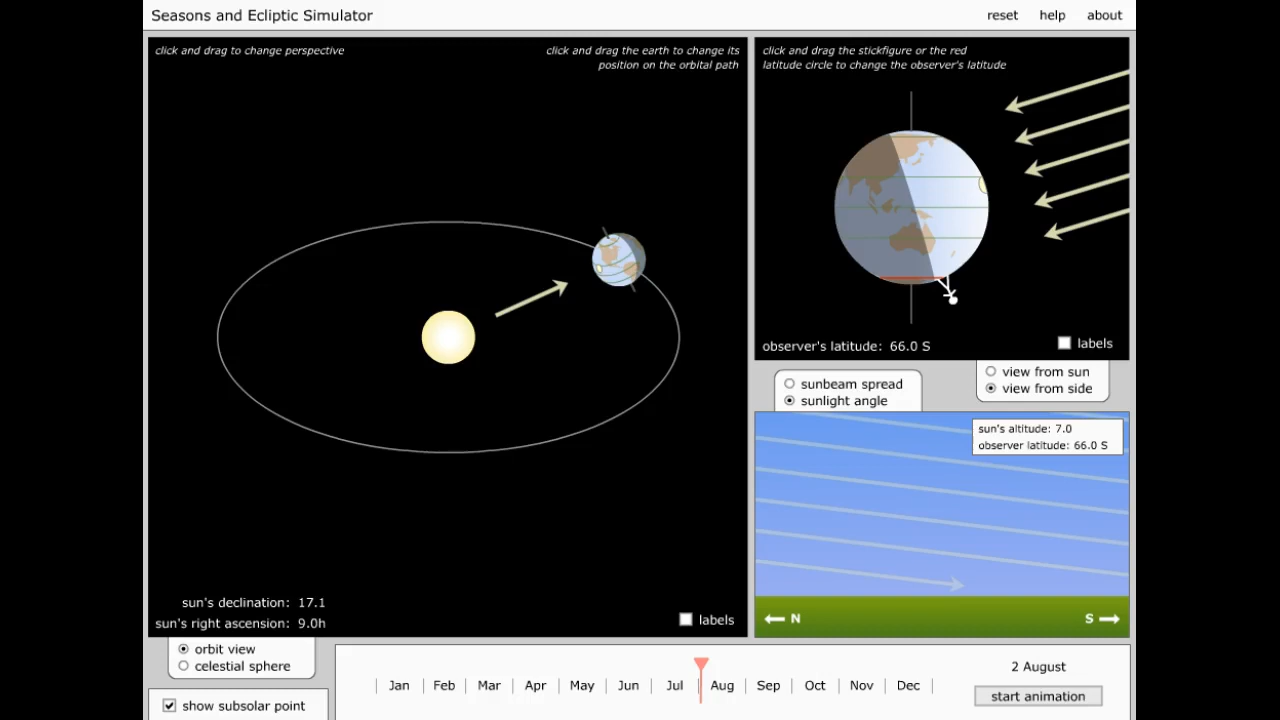 Seasons and Ecliptic Simulator
reset help about
click and drag to change perspective
click and drag the earth to change its
position on the orbital path
click and drag the stickfigure or the red
latitude circle to change the observer's latitude
observer's latitude: 66.0 S
labels
view from sun
view from side
sunbeam spread
sunlight angle
sun's altitude: 7.0
observer latitude: 66.0 S
N
S
sun's declination: 17.1
sun's right ascension: 9.0h
labels
orbit view
celestial sphere
show subsolar point
Jan Feb Mar Apr May Jun Jul Aug Sep Oct Nov Dec
2 August
start animation